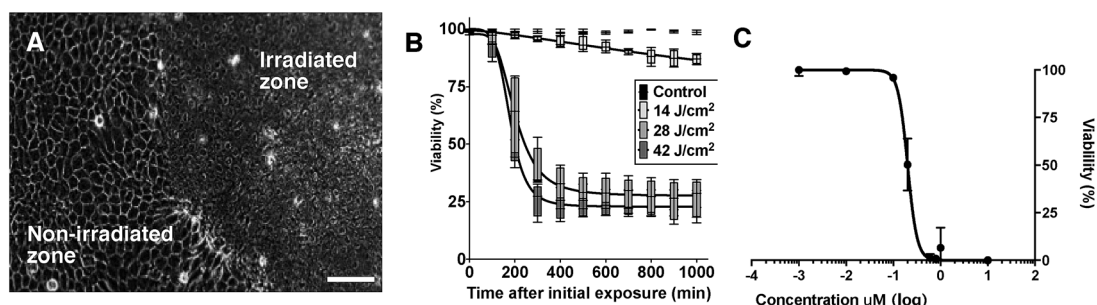 A
Irradiated
zone
Non-irradiated
zone
B
100
75
50
25
0
Viability (%)
Control
14 J/cm²
28 J/cm²
42 J/cm²
0 200 400 600 800 1000
Time after initial exposure (min)
C
100
75
50
25
0
Viablility (%)
-4 -3 -2 -1 0 1 2
Concentration uM (log)